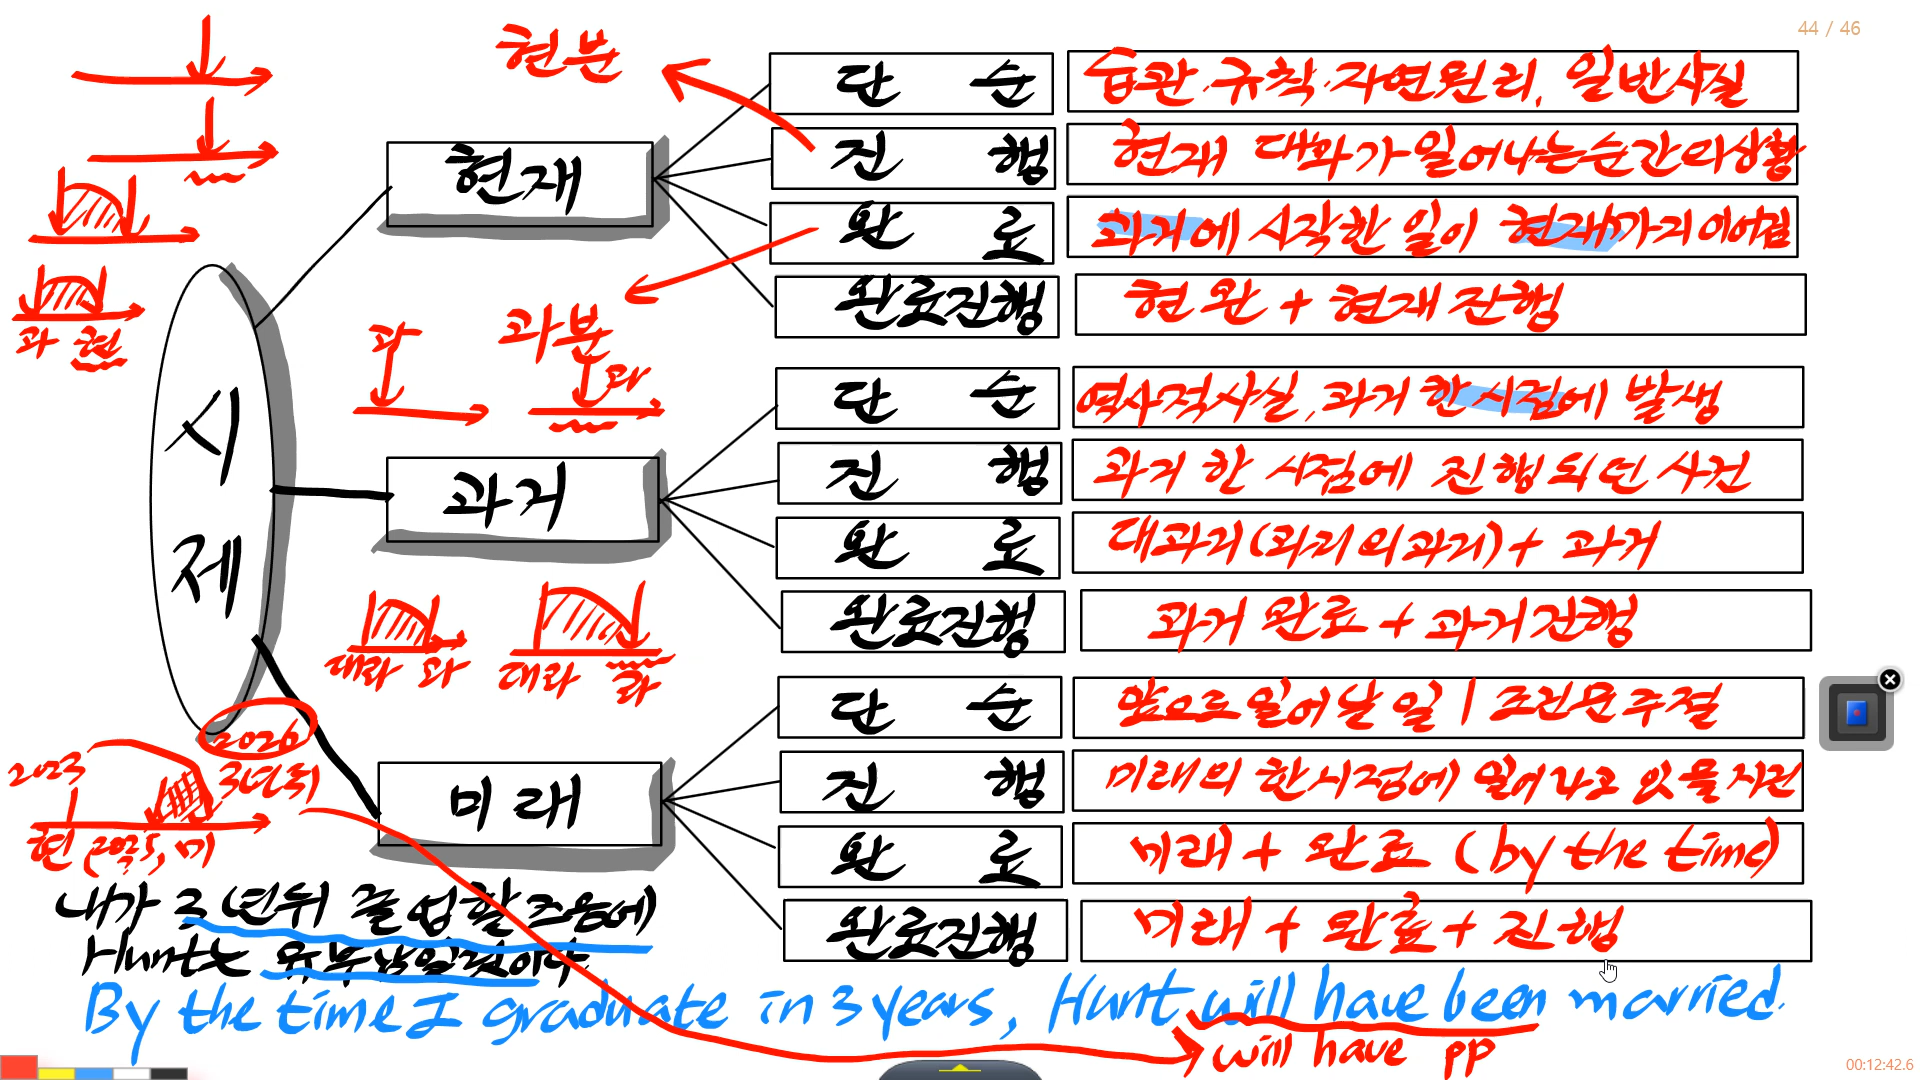 44 / 46
현분
단 순 습관·규칙·자연원리, 일반사실
현재
진 행 현재 대화가 일어나는 순간의 상황
완 료 과거에 시작한 일이 현재까지 이어짐
완료진행 현완 + 현재진행
과 현
과
과분
과
시제
단 순 역사적사실, 과거 한 시점에 발생
과거
진 행 과거 한 시점에 진행되던 사건
완 료 대과거(과거의과거)+ 과거
완료진행 과거 완료 + 과거진행
대과 과
대과 과
단 순 앞으로 일어날 일 / 조건문 주절
2026
2023
3년뒤
미래
진 행 미래의 한시점에 일어나고 있을 사건
현 (2025, 미
완 료 미래 + 완료 (by the time)
완료진행 미래 + 완료 + 진행
내가 3년뒤 졸업할즈음에
Hunt는 유부남일것이다
By the time I graduate in 3 years, Hunt will have been married.
will have pp
00:12:42.6